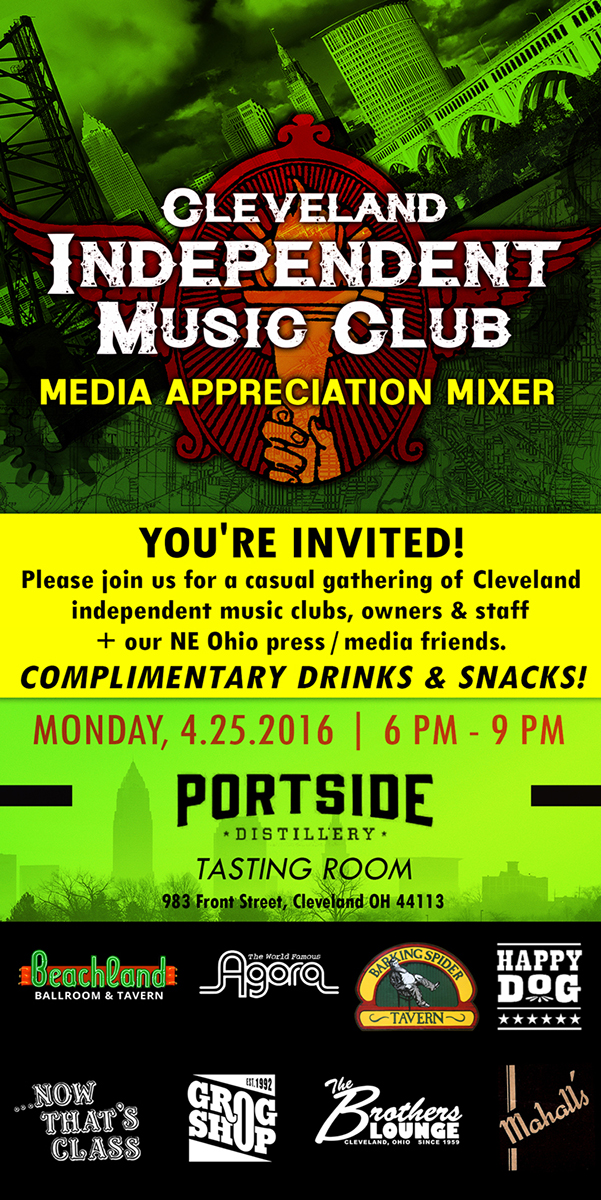 CLEVELAND
INDEPENDENT
MUSIC CLUB
MEDIA APPRECIATION MIXER
YOU'RE INVITED!
Please join us for a casual gathering of Cleveland
independent music clubs, owners & staff
+ our NE Ohio press / media friends.
COMPLIMENTARY DRINKS & SNACKS!
MONDAY, 4.25.2016 | 6 PM - 9 PM
PORTSIDE
• DISTILLERY •
TASTING ROOM
983 Front Street, Cleveland OH 44113
Beachland
BALLROOM & TAVERN
The World Famous
Agora
BARKING SPIDER
TAVERN
HAPPY
DOG
...NOW
THAT'S
CLASS
EST. 1992
GROG
SHOP
The
Brothers
LOUNGE
CLEVELAND, OHIO SINCE 1959
Mahall's